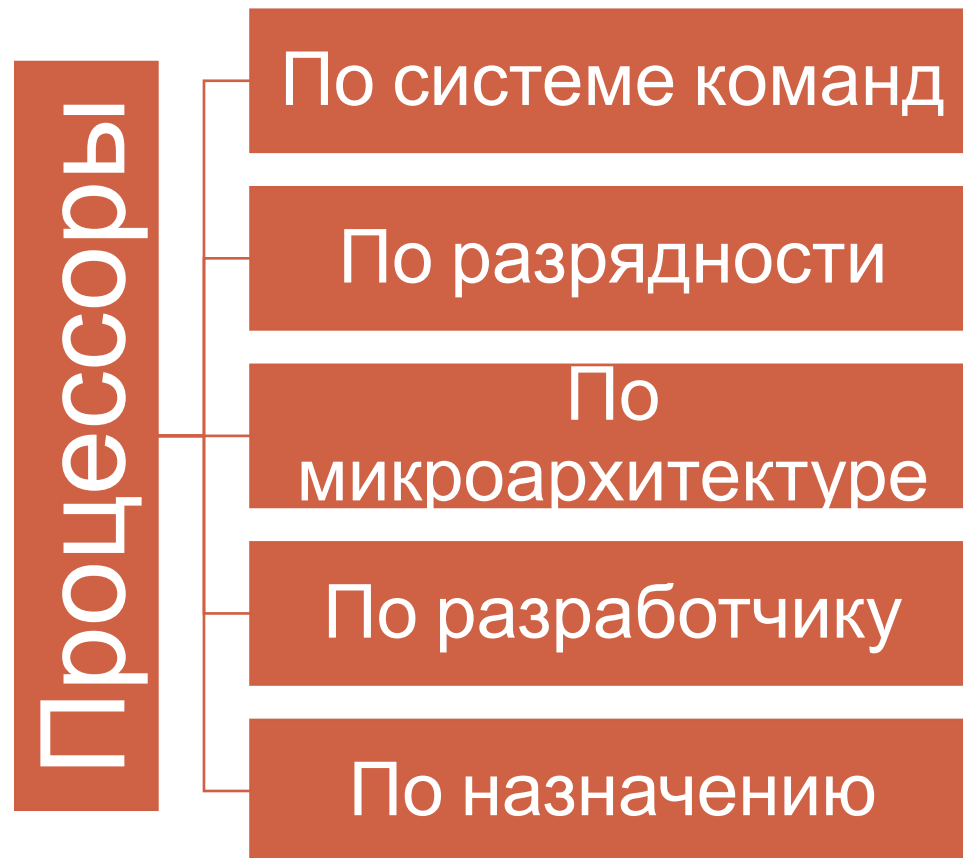 Процессоры
По системе команд
По разрядности
По
микроархитектуре
По разработчику
По назначению